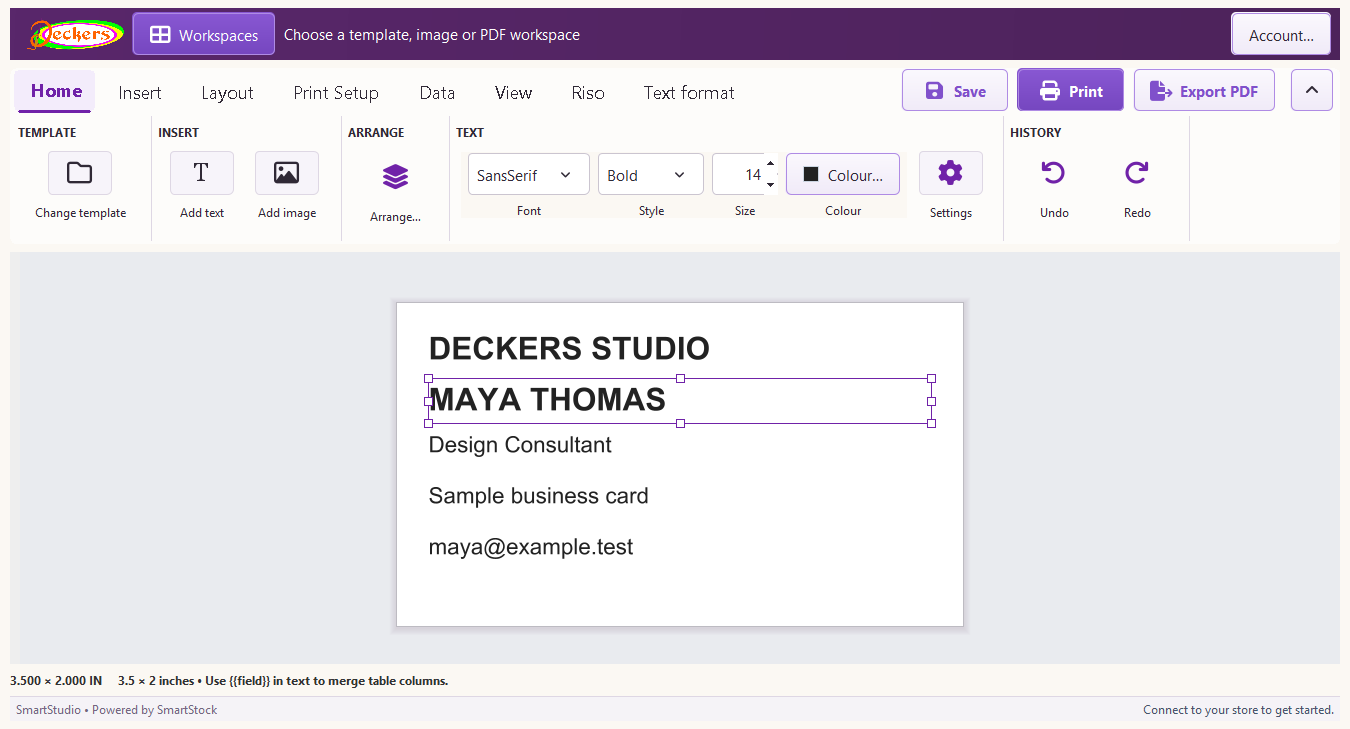 Deckers
Workspaces
Choose a template, image or PDF workspace
Account...
Home
Insert
Layout
Print Setup
Data
View
Riso
Text format
Save
Print
Export PDF
TEMPLATE
INSERT
ARRANGE
TEXT
HISTORY
SansSerif
Bold
14
Colour...
Change template
Add text
Add image
Arrange...
Font
Style
Size
Colour
Settings
Undo
Redo
DECKERS STUDIO
MAYA THOMAS
Design Consultant
Sample business card
maya@example.test
3.500 × 2.000 IN
3.5 × 2 inches • Use {{field}} in text to merge table columns.
SmartStudio • Powered by SmartStock
Connect to your store to get started.